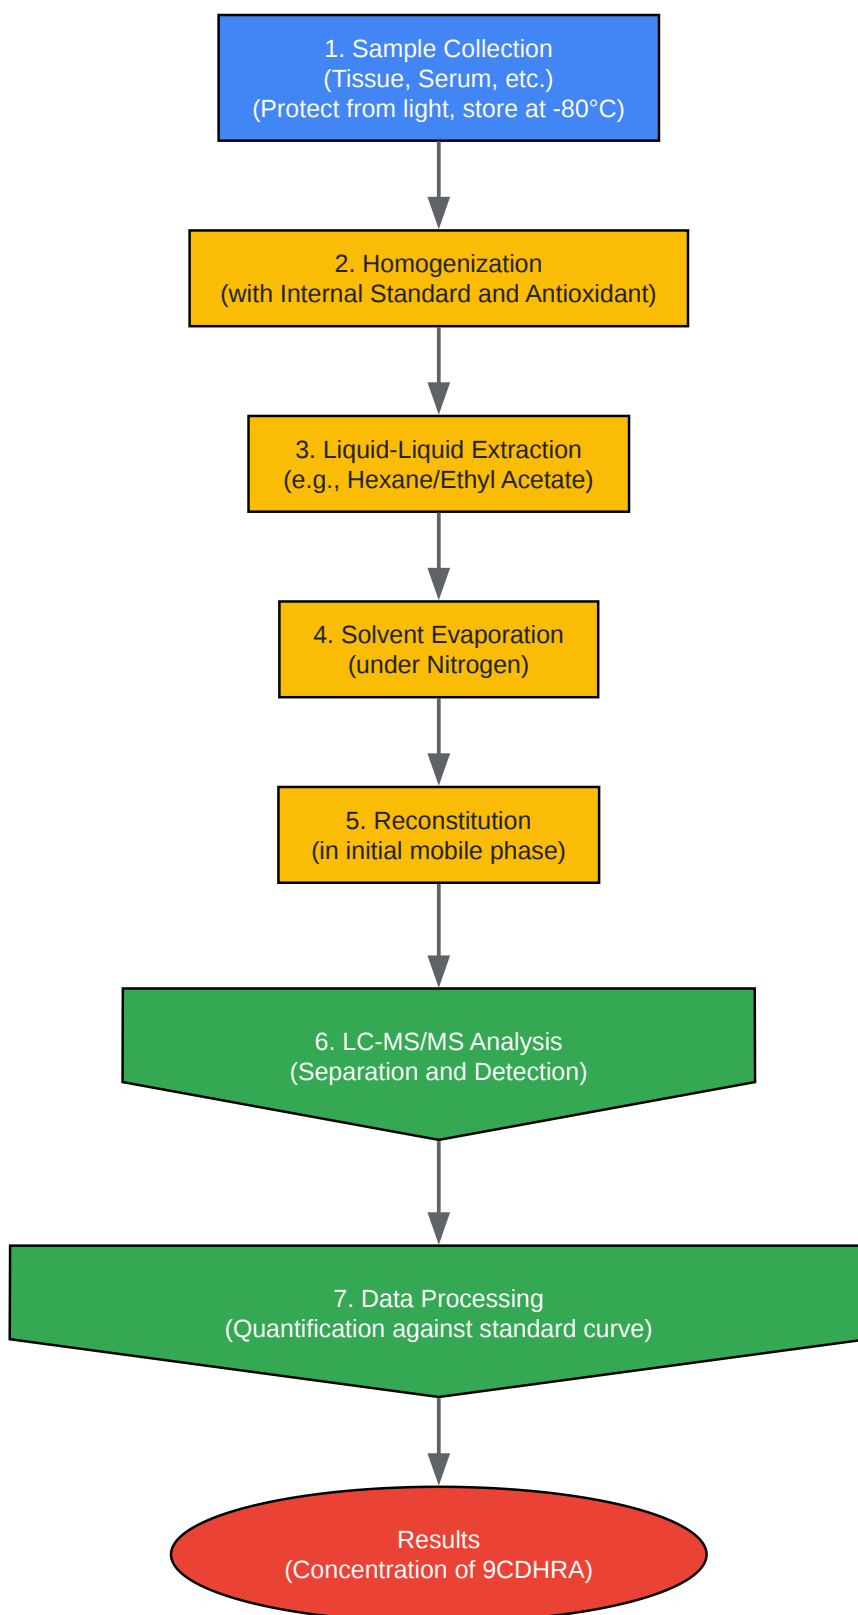 1. Sample Collection
(Tissue, Serum, etc.)
(Protect from light, store at -80°C)
2. Homogenization
(with Internal Standard and Antioxidant)
3. Liquid-Liquid Extraction
(e.g., Hexane/Ethyl Acetate)
4. Solvent Evaporation
(under Nitrogen)
5. Reconstitution
(in initial mobile phase)
6. LC-MS/MS Analysis
(Separation and Detection)
7. Data Processing
(Quantification against standard curve)
Results
(Concentration of 9CDHRA)